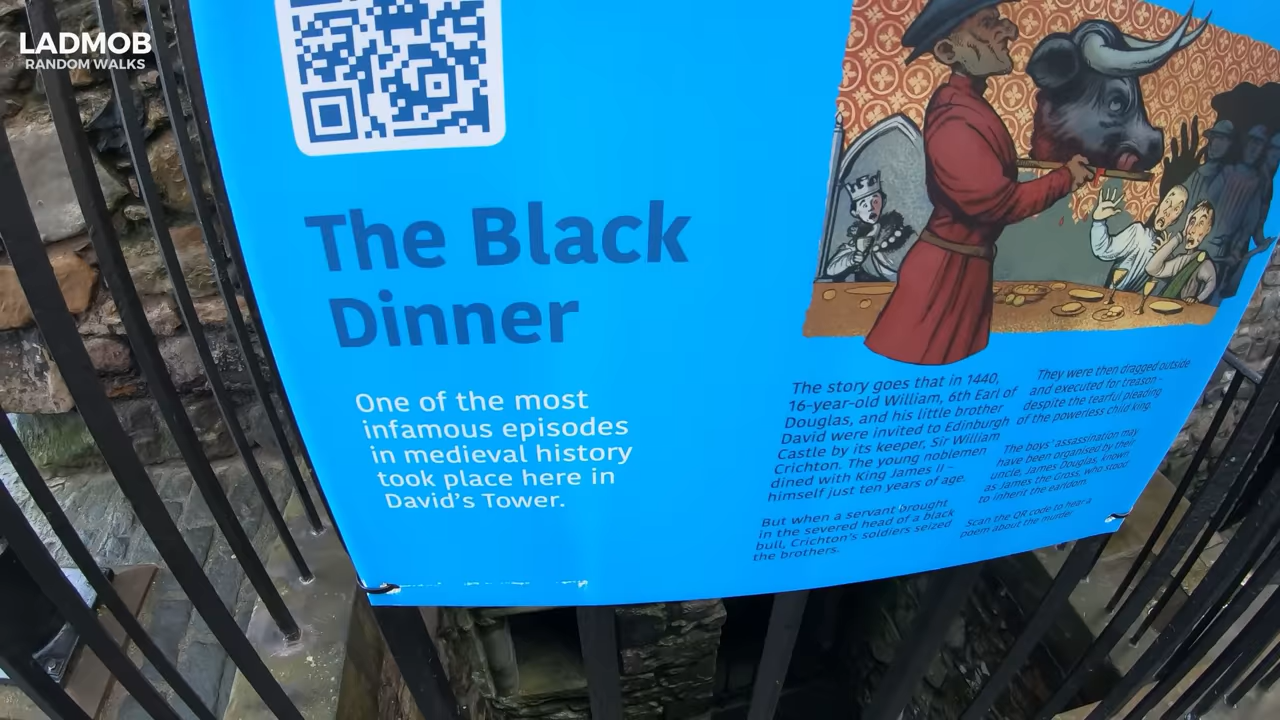 LADMOB
RANDOM WALKS
The Black
Dinner
One of the most
infamous episodes
in medieval history
took place here in
David's Tower.
The story goes that in 1440,
16-year-old William, 6th Earl of
Douglas, and his little brother
David were invited to Edinburgh
Castle by its keeper, Sir William
Crichton. The young noblemen
dined with King James II –
himself just ten years of age.
But when a servant brought
in the severed head of a black
bull, Crichton's soldiers seized
the brothers.
They were then dragged outside
and executed for treason –
despite the tearful pleading
of the powerless child king.
The boys' assassination may
have been organised by their
uncle, James Douglas, known
as James the Gross, who stood
to inherit the earldom.
Scan the QR code to hear a
poem about the murder